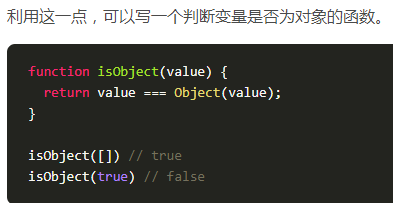 利用这一点，可以写一个判断变量是否为对象的函数。
function isObject(value) {
  return value === Object(value);
}
isObject([]) // true
isObject(true) // false